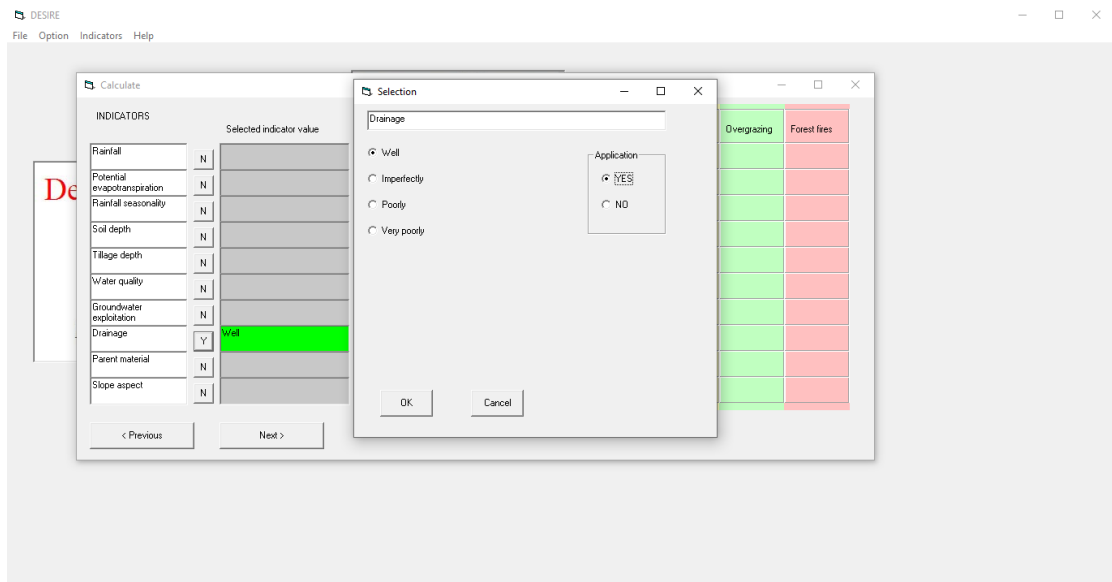 DESIRE
File Option Indicators Help
Calculate
INDICATORS
Selected indicator value
Rainfall
N
Potential
evapotranspiration
N
Rainfall seasonality
N
Soil depth
N
Tillage depth
N
Water quality
N
Groundwater
exploitation
N
Drainage
Y
Well
Parent material
N
Slope aspect
N
< Previous
Next >
De
Selection
Drainage
Well
Imperfectly
Poorly
Very poorly
Application
YES
NO
OK
Cancel
Overgrazing
Forest fires